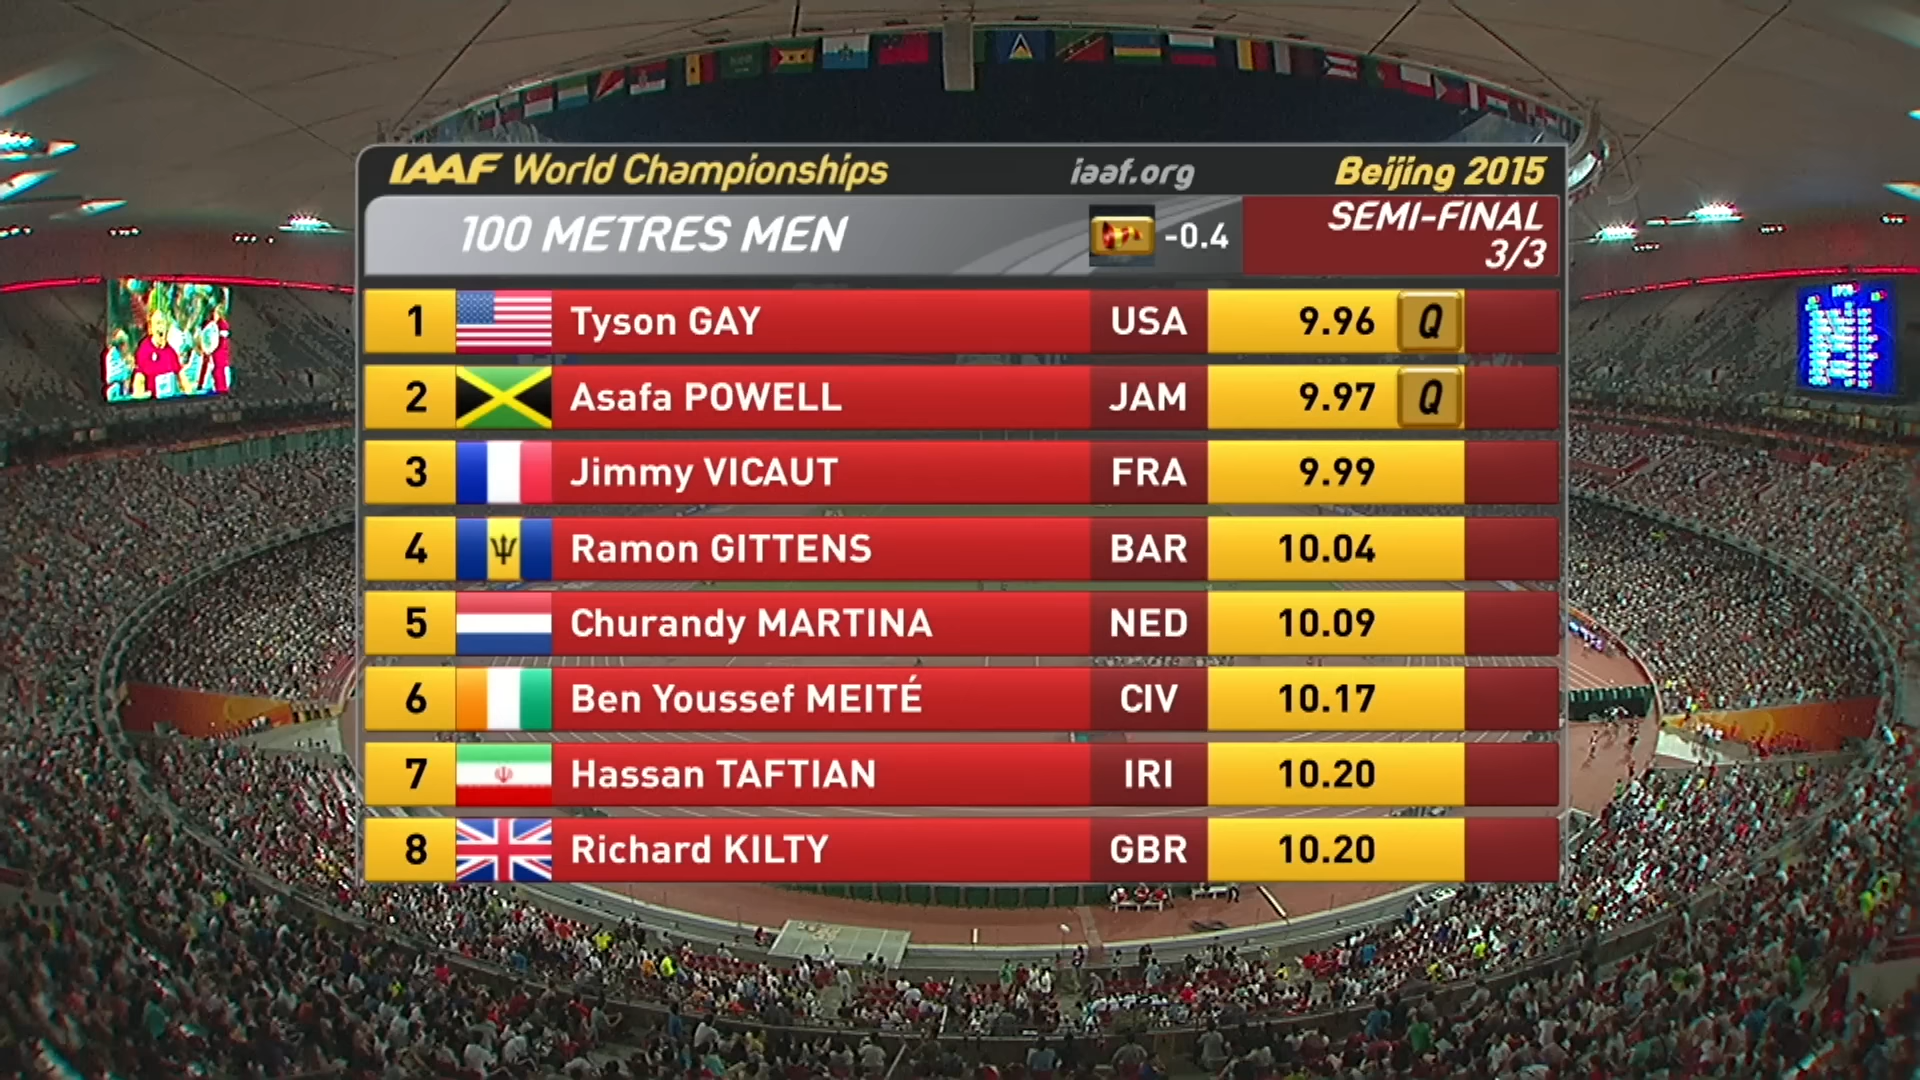 IAAF World Championships iaaf.org Beijing 2015
100 METRES MEN -0.4 SEMI-FINAL
3/3
1 Tyson GAY USA 9.96 Q
2 Asafa POWELL JAM 9.97 Q
3 Jimmy VICAUT FRA 9.99
4 Ramon GITTENS BAR 10.04
5 Churandy MARTINA NED 10.09
6 Ben Youssef MEITÉ CIV 10.17
7 Hassan TAFTIAN IRI 10.20
8 Richard KILTY GBR 10.20